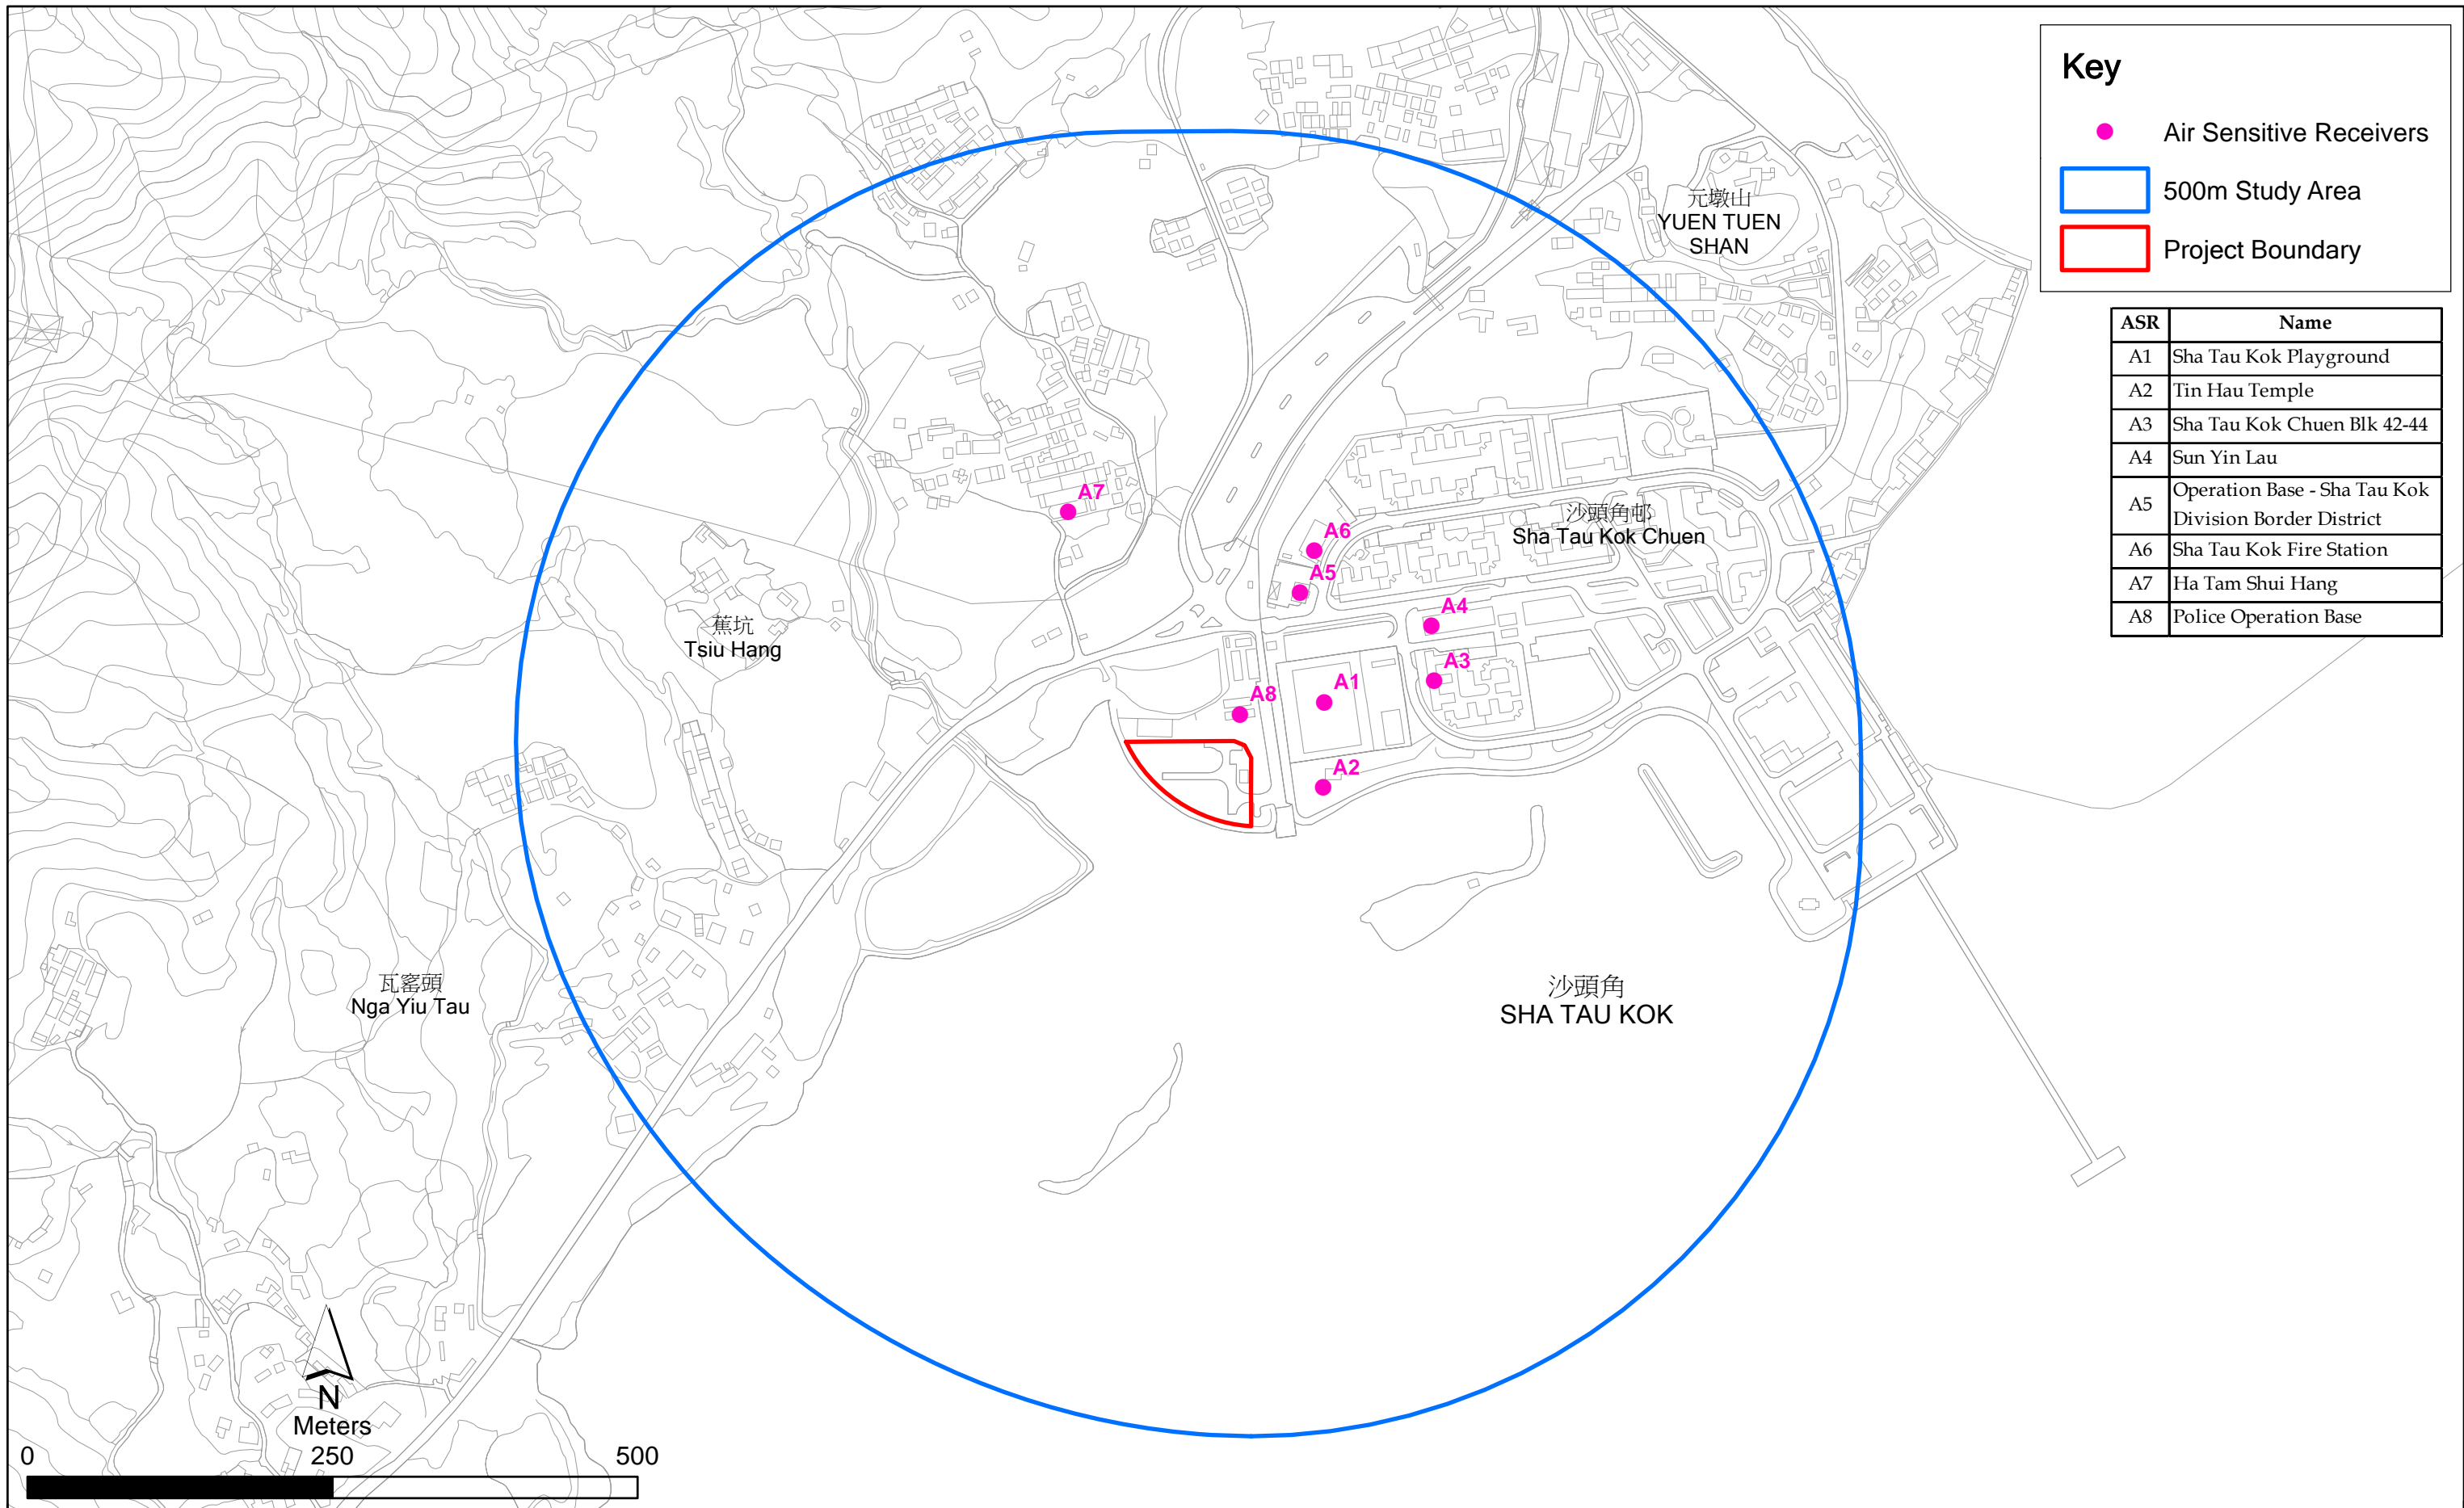 Key
Air Sensitive Receivers
500m Study Area
Project Boundary
ASR Name
A1 Sha Tau Kok Playground
A2 Tin Hau Temple
A3 Sha Tau Kok Chuen Blk 42-44
A4 Sun Yin Lau
A5 Operation Base - Sha Tau Kok
Division Border District
A6 Sha Tau Kok Fire Station
A7 Ha Tam Shui Hang
A8 Police Operation Base
元墩山
YUEN TUEN
SHAN
A7
沙頭角邨
Sha Tau Kok Chuen
A6
A5
A4
蕉坑
Tsiu Hang
A3
A8
A1
A2
瓦窰頭
Nga Yiu Tau
沙頭角
SHA TAU KOK
N
Meters
0 250 500